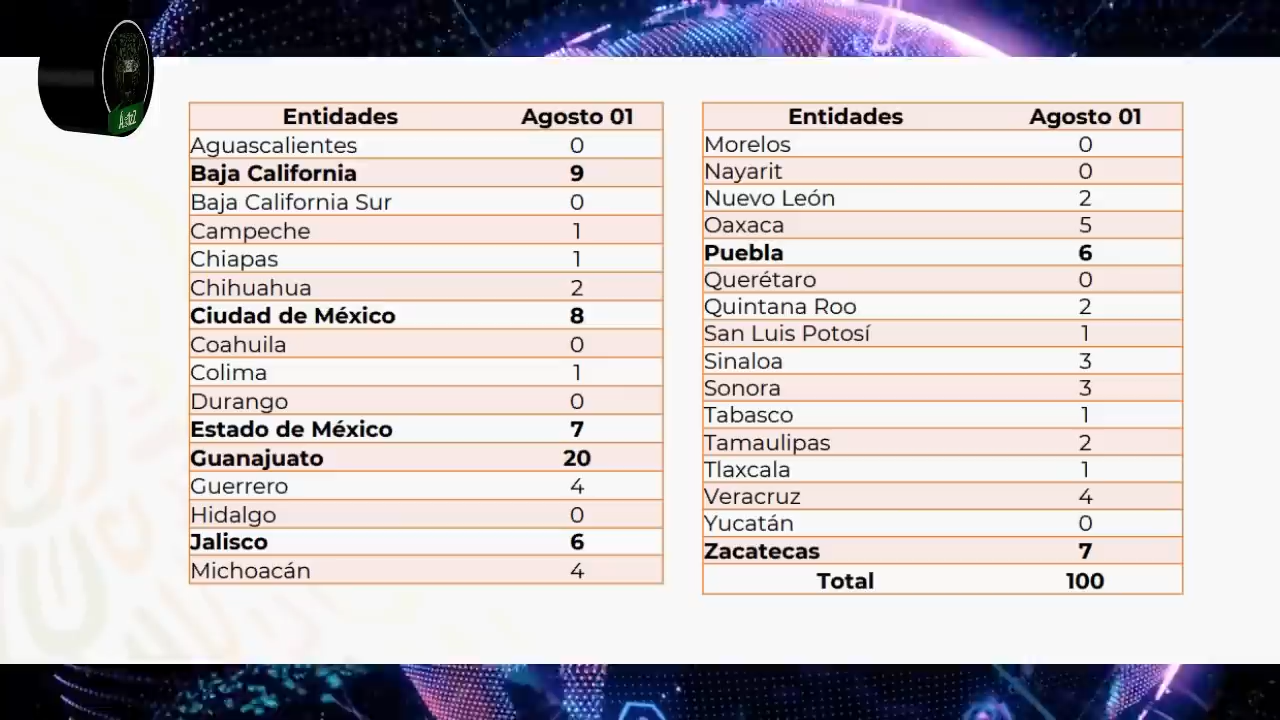 Entidades Agosto 01
Aguascalientes 0
Baja California 9
Baja California Sur 0
Campeche 1
Chiapas 1
Chihuahua 2
Ciudad de México 8
Coahuila 0
Colima 1
Durango 0
Estado de México 7
Guanajuato 20
Guerrero 4
Hidalgo 0
Jalisco 6
Michoacán 4
Entidades Agosto 01
Morelos 0
Nayarit 0
Nuevo León 2
Oaxaca 5
Puebla 6
Querétaro 0
Quintana Roo 2
San Luis Potosí 1
Sinaloa 3
Sonora 3
Tabasco 1
Tamaulipas 2
Tlaxcala 1
Veracruz 4
Yucatán 0
Zacatecas 7
Total 100